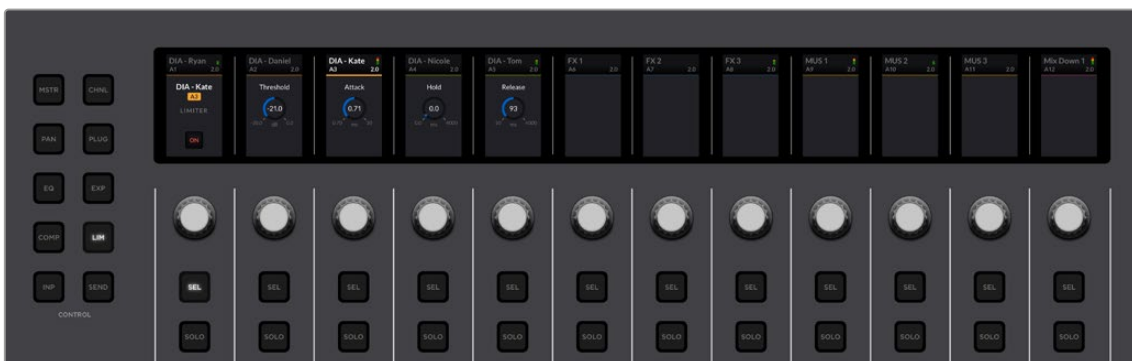 DIA - Ryan DIA - Daniel DIA - Kate DIA - Nicole DIA - Tom FX 1 FX 2 FX 3 MUS 1 MUS 2 MUS 3 Mix Down 1
A1 2.0 A2 2.0 A3 2.0 A4 2.0 A5 2.0 A6 2.0 A7 2.0 A8 2.0 A9 2.0 A10 2.0 A11 2.0 A12 2.0
DIA - Kate Threshold Attack Hold Release
A3
LIMITER -21.0 0.71 0.0 93
dB ms ms
ON
MSTR CHNL
PAN PLUG
EQ EXP
COMP LIM
INP SEND
CONTROL
SEL SEL SEL SEL SEL SEL SEL SEL SEL SEL SEL SEL
SOLO SOLO SOLO SOLO SOLO SOLO SOLO SOLO SOLO SOLO SOLO SOLO